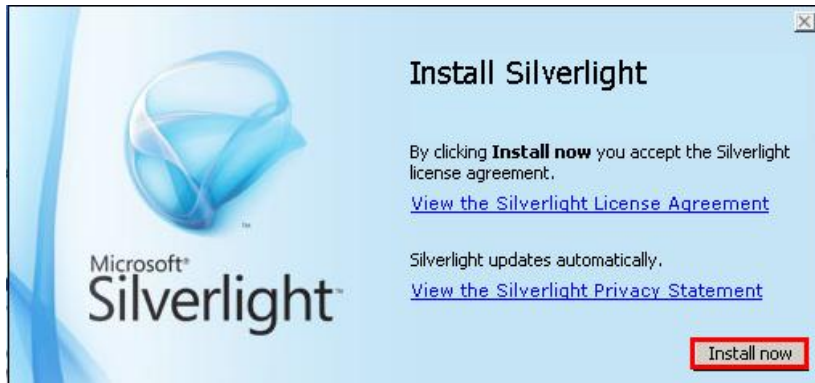 Install Silverlight
By clicking Install now you accept the Silverlight
license agreement.
View the Silverlight License Agreement
Microsoft®
Silverlight™
Silverlight updates automatically.
View the Silverlight Privacy Statement
Install now